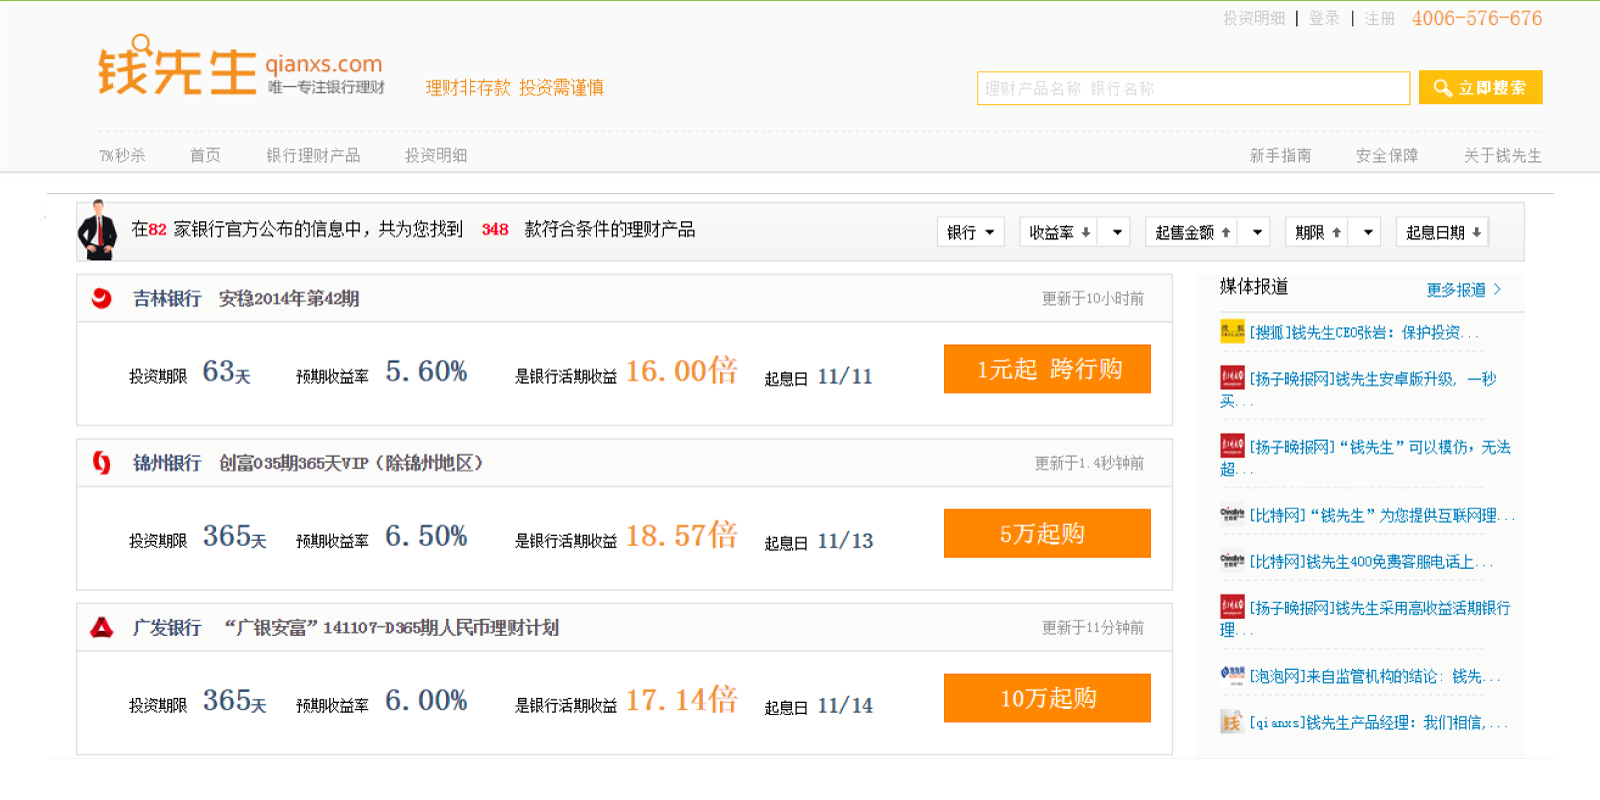 投资明细 | 登录 | 注册 4006-576-676
钱先生 qianxs.com
唯一专注银行理财
理财非存款 投资需谨慎
理财产品名称 银行名称
立即搜索
7%秒杀 首页 银行理财产品 投资明细 新手指南 安全保障 关于钱先生
在82 家银行官方公布的信息中，共为您找到 348 款符合条件的理财产品
银行 收益率 起售金额 期限 起息日期
吉林银行 安稳2014年第42期 更新于10小时前
投资期限 63天 预期收益率 5.60% 是银行活期收益 16.00倍 起息日 11/11 1元起 跨行购
锦州银行 创富035期365天VIP（除锦州地区） 更新于1.4秒钟前
投资期限 365天 预期收益率 6.50% 是银行活期收益 18.57倍 起息日 11/13 5万起购
广发银行 “广银安富”141107-D365期人民币理财计划 更新于11分钟前
投资期限 365天 预期收益率 6.00% 是银行活期收益 17.14倍 起息日 11/14 10万起购
媒体报道 更多报道 >
[搜狐]钱先生CEO张岩：保护投资...
[扬子晚报网]钱先生安卓版升级，一秒
买...
[扬子晚报网]“钱先生”可以模仿，无法
超...
[比特网]“钱先生”为您提供互联网理...
[比特网]钱先生400免费客服电话上...
[扬子晚报网]钱先生采用高收益活期银行
理...
[泡泡网]来自监管机构的结论：钱先...
[qianxs]钱先生产品经理：我们相信,...